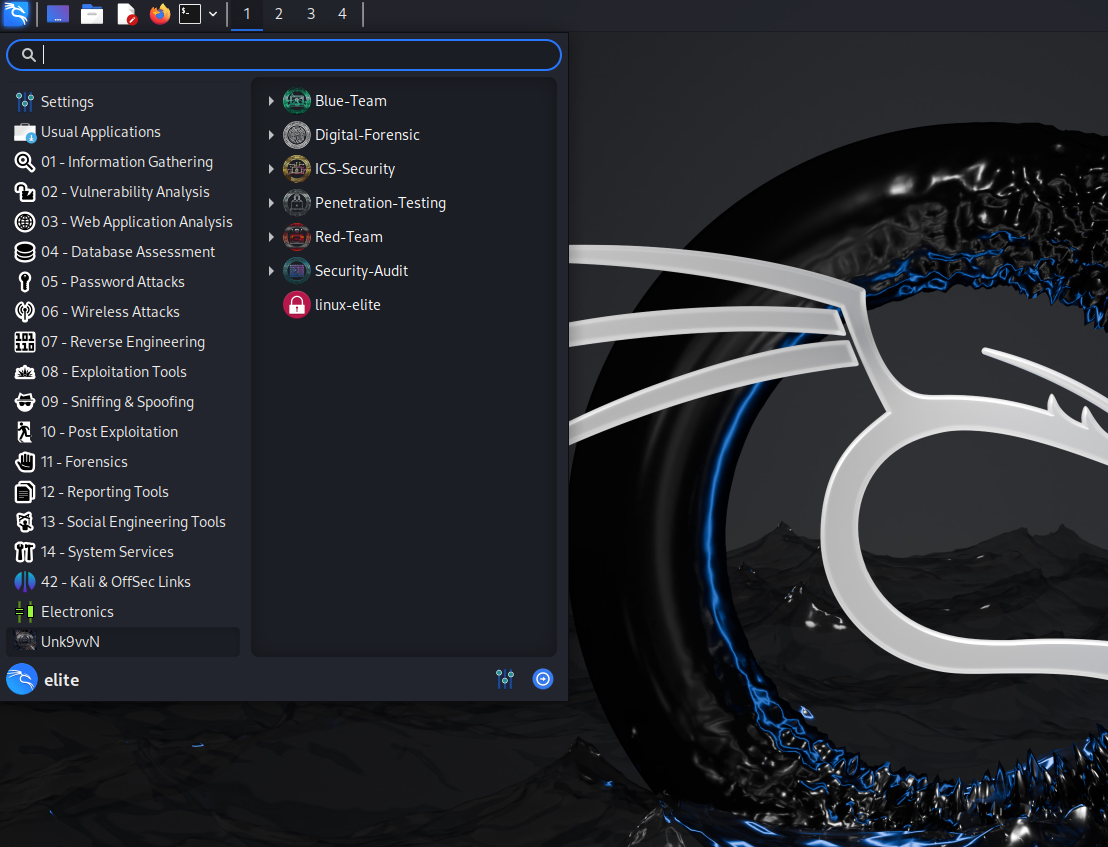 1 2 3 4
Settings
Usual Applications
01 - Information Gathering
02 - Vulnerability Analysis
03 - Web Application Analysis
04 - Database Assessment
05 - Password Attacks
06 - Wireless Attacks
07 - Reverse Engineering
08 - Exploitation Tools
09 - Sniffing & Spoofing
10 - Post Exploitation
11 - Forensics
12 - Reporting Tools
13 - Social Engineering Tools
14 - System Services
42 - Kali & OffSec Links
Electronics
Unk9vvN
Blue-Team
Digital-Forensic
ICS-Security
Penetration-Testing
Red-Team
Security-Audit
linux-elite
elite